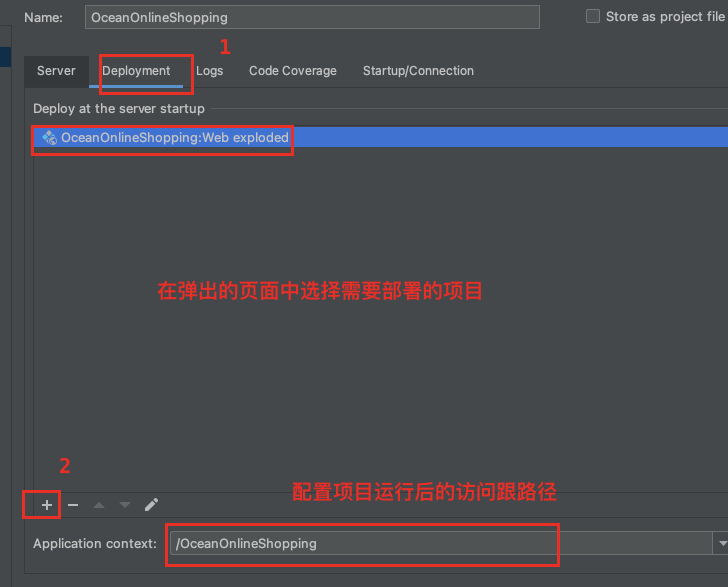 Name: OceanOnlineShopping Store as project file
1
Server Deployment Logs Code Coverage Startup/Connection
Deploy at the server startup
OceanOnlineShopping:Web exploded
在弹出的页面中选择需要部署的项目
2
配置项目运行后的访问跟路径
Application context: /OceanOnlineShopping